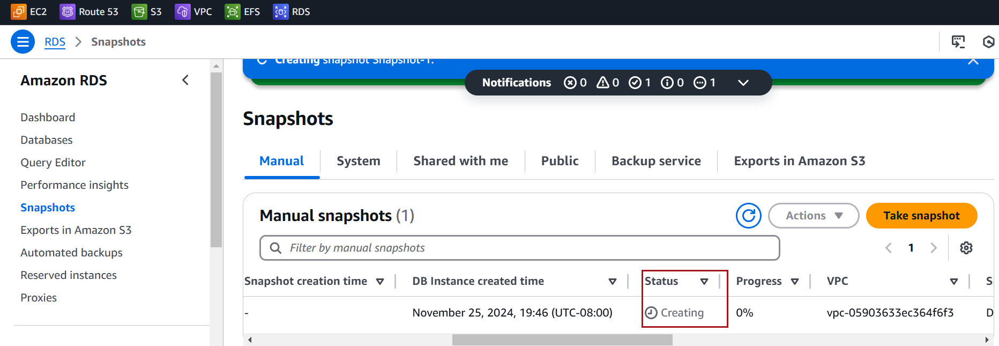 EC2 Route 53 S3 VPC EFS RDS
RDS Snapshots
Creating snapshot Snapshot-1.
Notifications 0 0 1 0 1
Amazon RDS
Dashboard
Databases
Query Editor
Performance insights
Snapshots
Exports in Amazon S3
Automated backups
Reserved instances
Proxies
Snapshots
Manual System Shared with me Public Backup service Exports in Amazon S3
Manual snapshots (1)
Actions Take snapshot
Filter by manual snapshots
1
Snapshot creation time DB Instance created time Status Progress VPC S
- November 25, 2024, 19:46 (UTC-08:00) Creating 0% vpc-05903633ec364f6f3 D